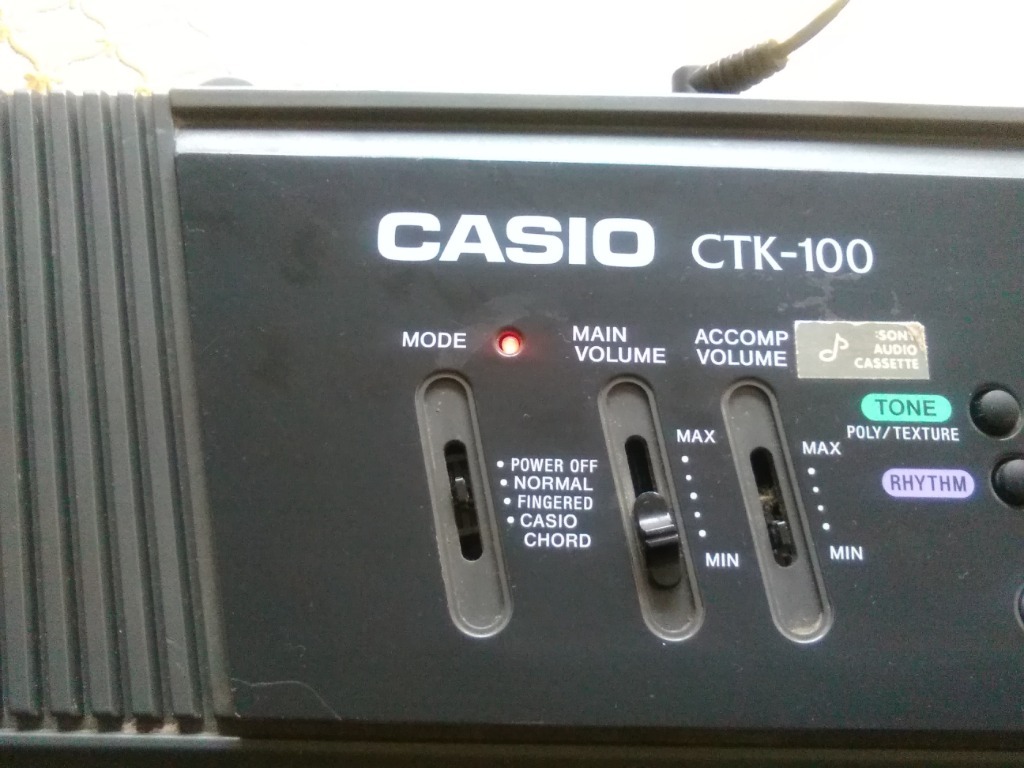 CASIO CTK-100
MODE
MAIN
VOLUME
ACCOMP
VOLUME
SONY
AUDIO
CASSETTE
TONE
POLY/TEXTURE
RHYTHM
• POWER OFF
• NORMAL
• FINGERED
• CASIO
CHORD
MAX
MIN
MAX
MIN